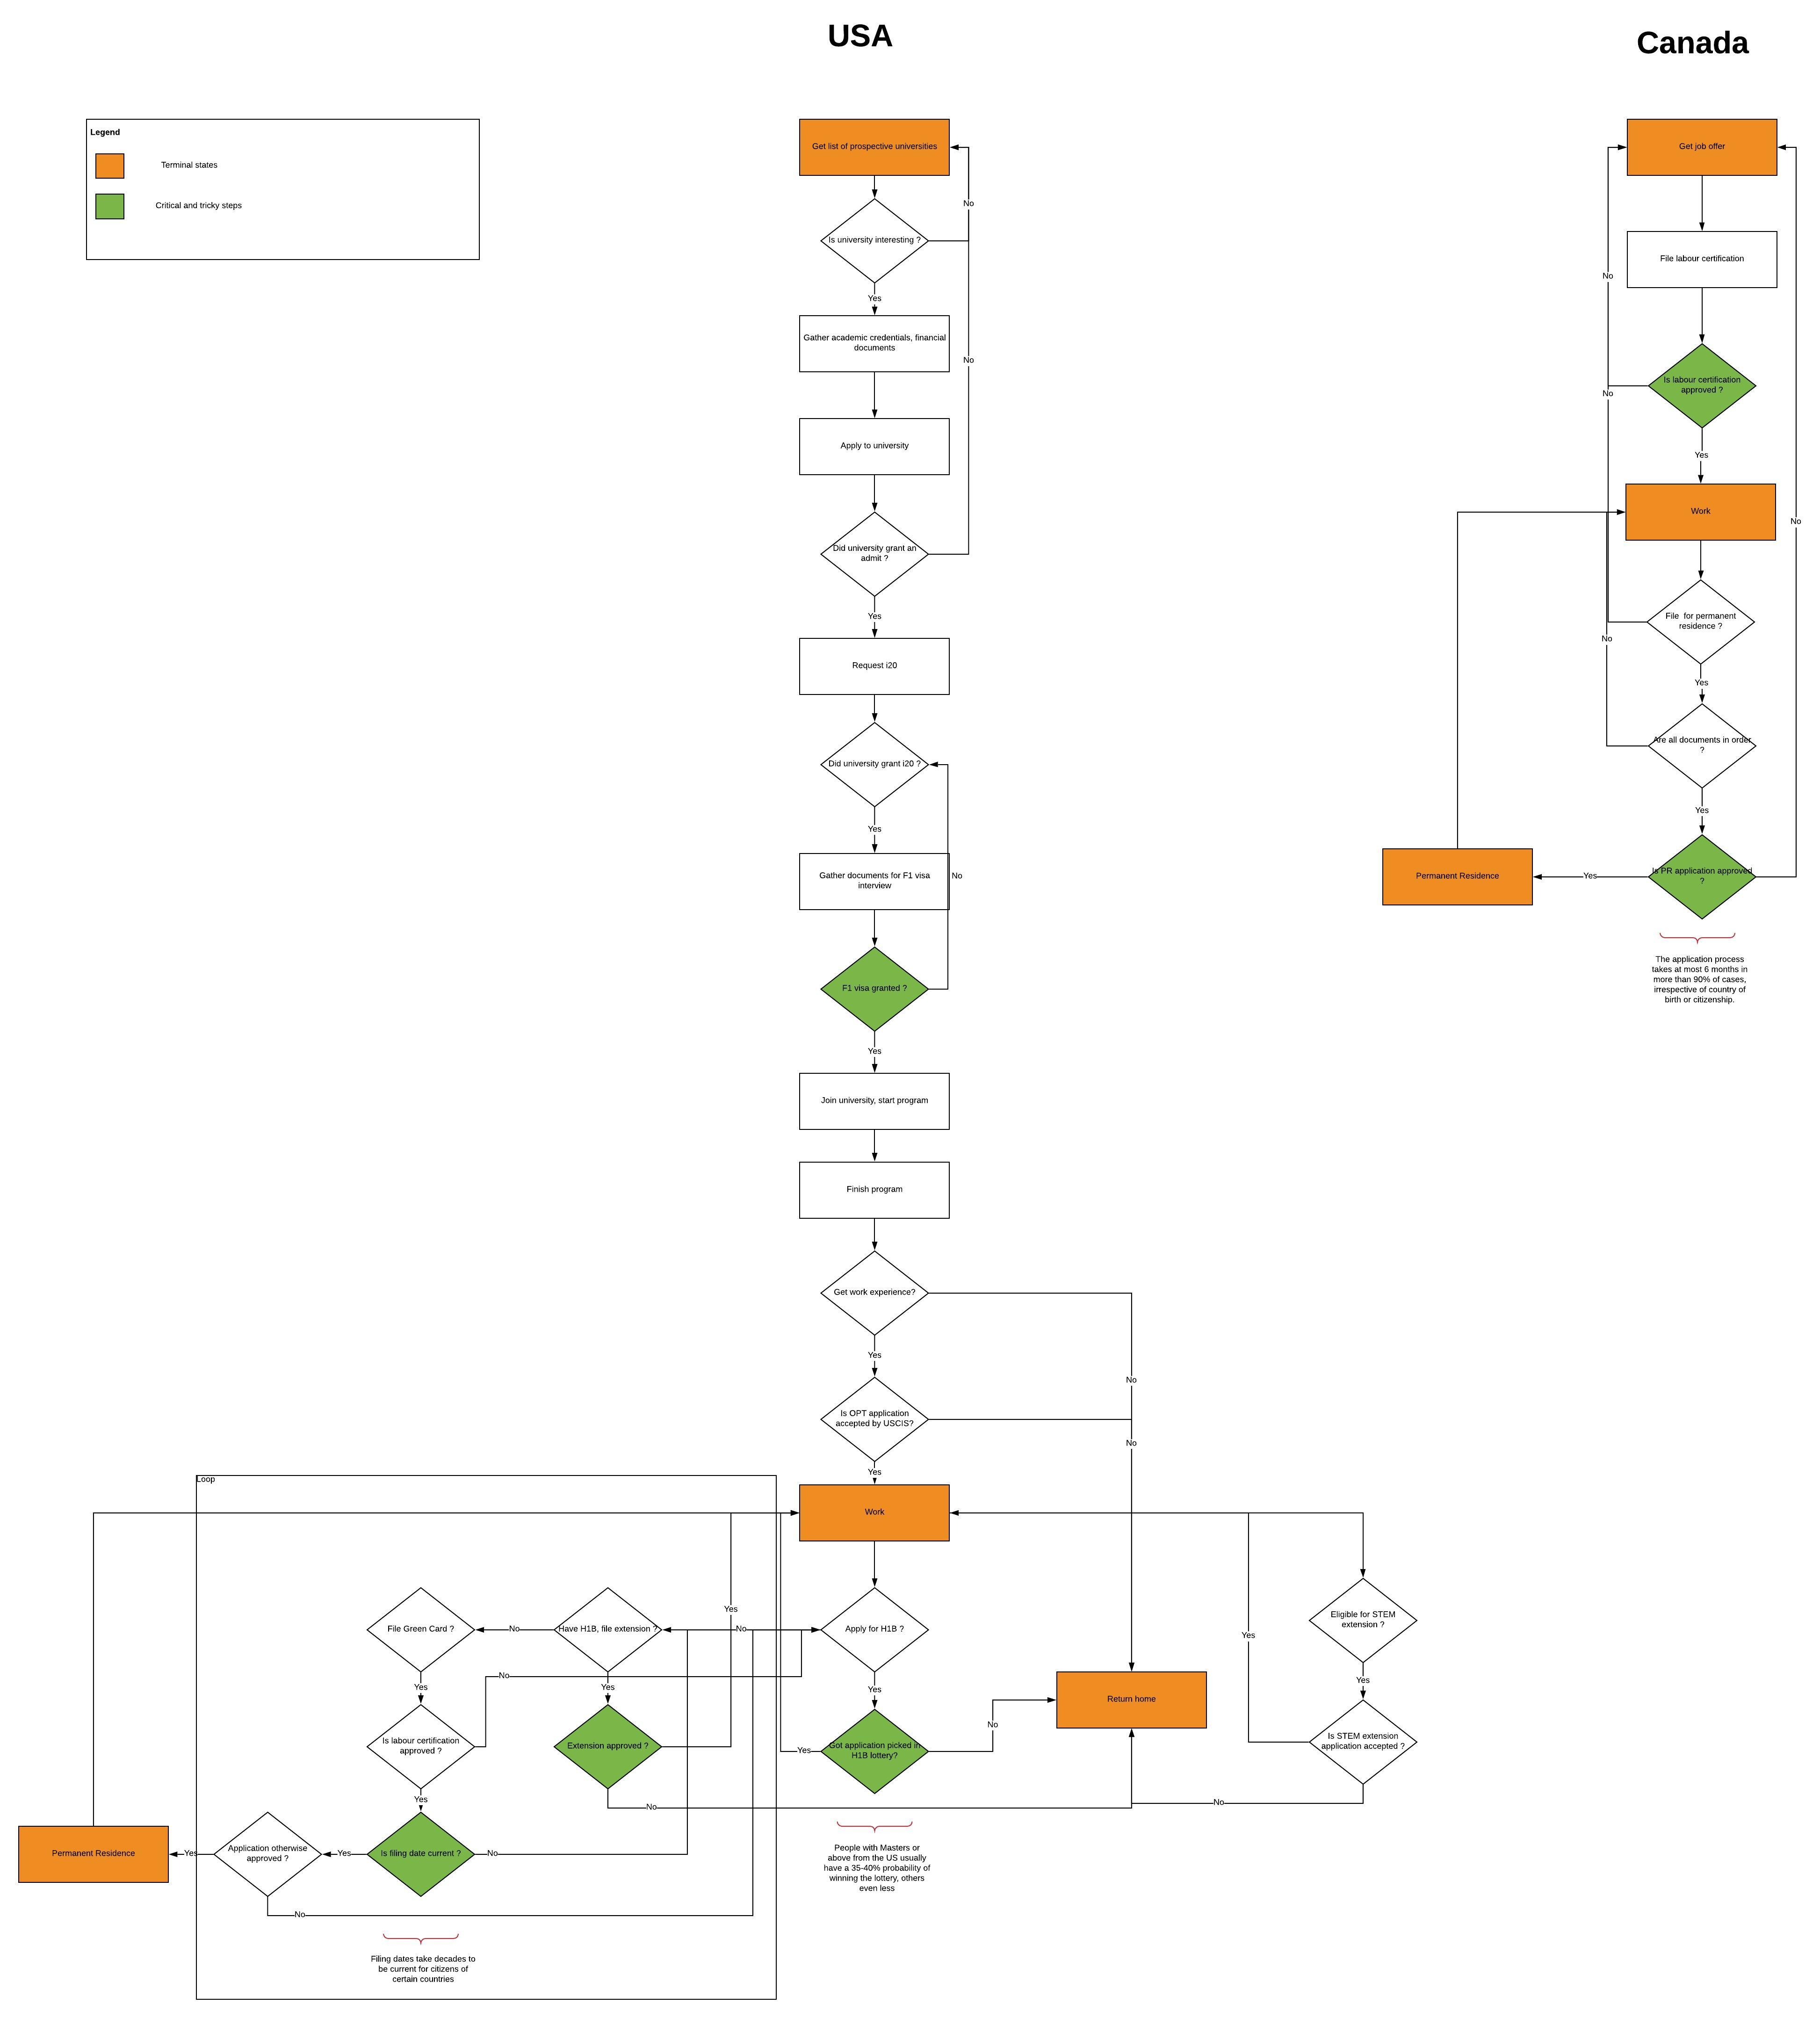 USA
Canada
Legend
Terminal states
Critical and tricky steps
Get list of prospective universities
No
Is university interesting ?
Yes
Gather academic credentials, financial
documents
No
Apply to university
Did university grant an
admit ?
Yes
Request i20
Did university grant i20 ?
Yes
Gather documents for F1 visa
interview
No
F1 visa granted ?
Yes
Join university, start program
Finish program
Get work experience?
Yes
No
Is OPT application
accepted by USCIS?
No
Yes
Loop
Work
Yes
File Green Card ?
No
Have H1B, file extension ?
No
Apply for H1B ?
Eligible for STEM
extension ?
Yes
No
Yes
Yes
Yes
Yes
Return home
Is labour certification
approved ?
Extension approved ?
Yes
Got application picked in
H1B lottery?
No
Is STEM extension
application accepted ?
Yes
No
No
Permanent Residence
Yes
Application otherwise
approved ?
Yes
Is filing date current ?
No
No
People with Masters or
above from the US usually
have a 35-40% probability of
winning the lottery, others
even less
Filing dates take decades to
be current for citizens of
certain countries
Get job offer
File labour certification
No
Is labour certification
approved ?
No
Yes
Work
No
File  for permanent
residence ?
No
Yes
Are all documents in order
?
Yes
Permanent Residence
Yes
Is PR application approved
?
The application process
takes at most 6 months in
more than 90% of cases,
irrespective of country of
birth or citizenship.